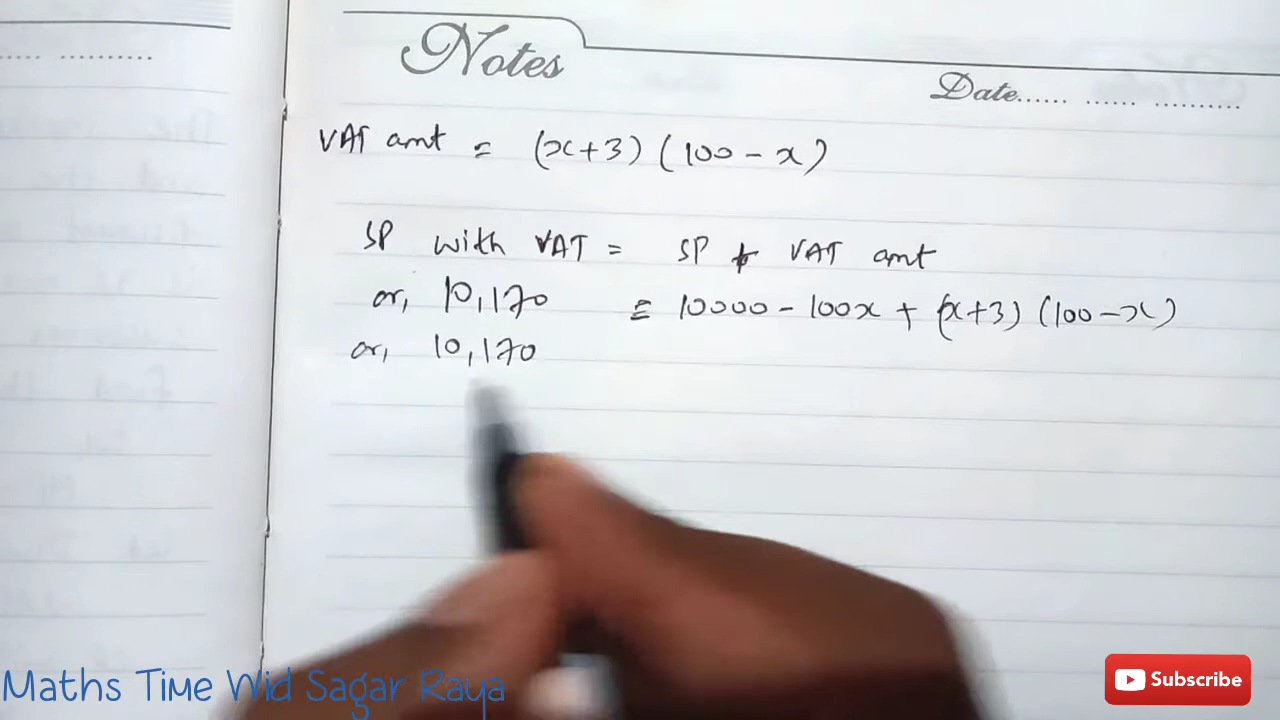 Notes
Date...... ...... ..........
VAT amt = (x+3) (100 - x)
SP with VAT = SP + VAT amt
or, 10,170 = 10000 - 100x + (x+3) (100-x)
or, 10,170
Maths Time Wid Sagar Raya
Subscribe